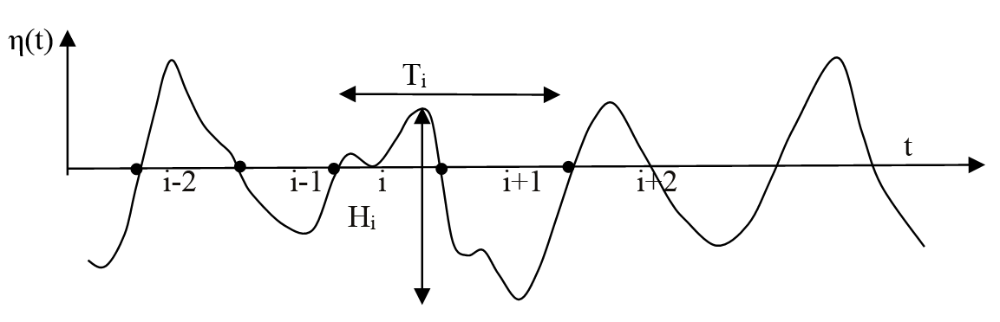 η(t)
Tᵢ
t
i-2
i-1
i
i+1
i+2
Hᵢ